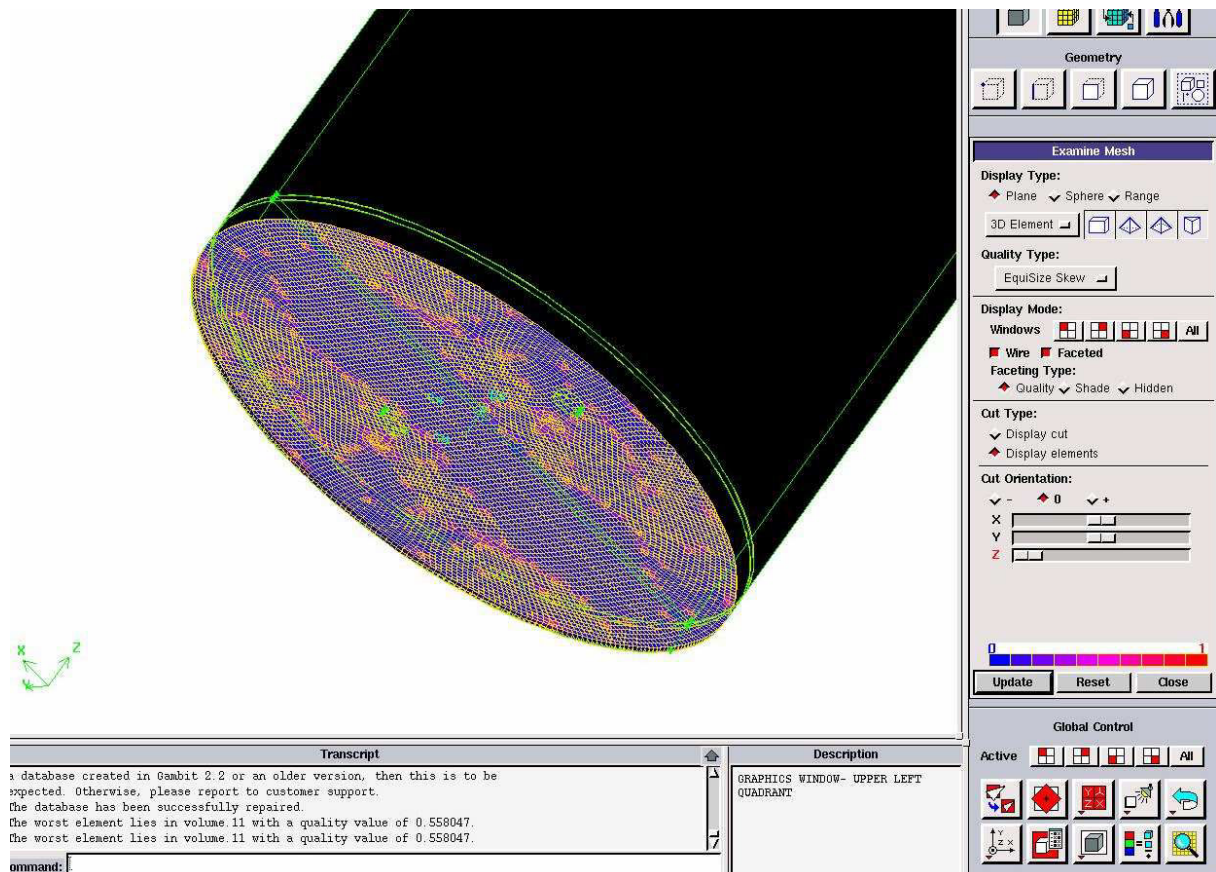 Geometry
Examine Mesh
Display Type:
Plane Sphere Range
3D Element
Quality Type:
EquiSize Skew
Display Mode:
Windows All
Wire Faceted
Faceting Type:
Quality Shade Hidden
Cut Type:
Display cut
Display elements
Cut Orientation:
- 0 +
X
Y
Z
0 1
Update Reset Close
Global Control
Active All
X Z
Y
Transcript
a database created in Gambit 2.2 or an older version, then this is to be
expected. Otherwise, please report to customer support.
The database has been successfully repaired.
The worst element lies in volume.11 with a quality value of 0.558047.
The worst element lies in volume.11 with a quality value of 0.558047.
ommand:
Description
GRAPHICS WINDOW- UPPER LEFT
QUADRANT